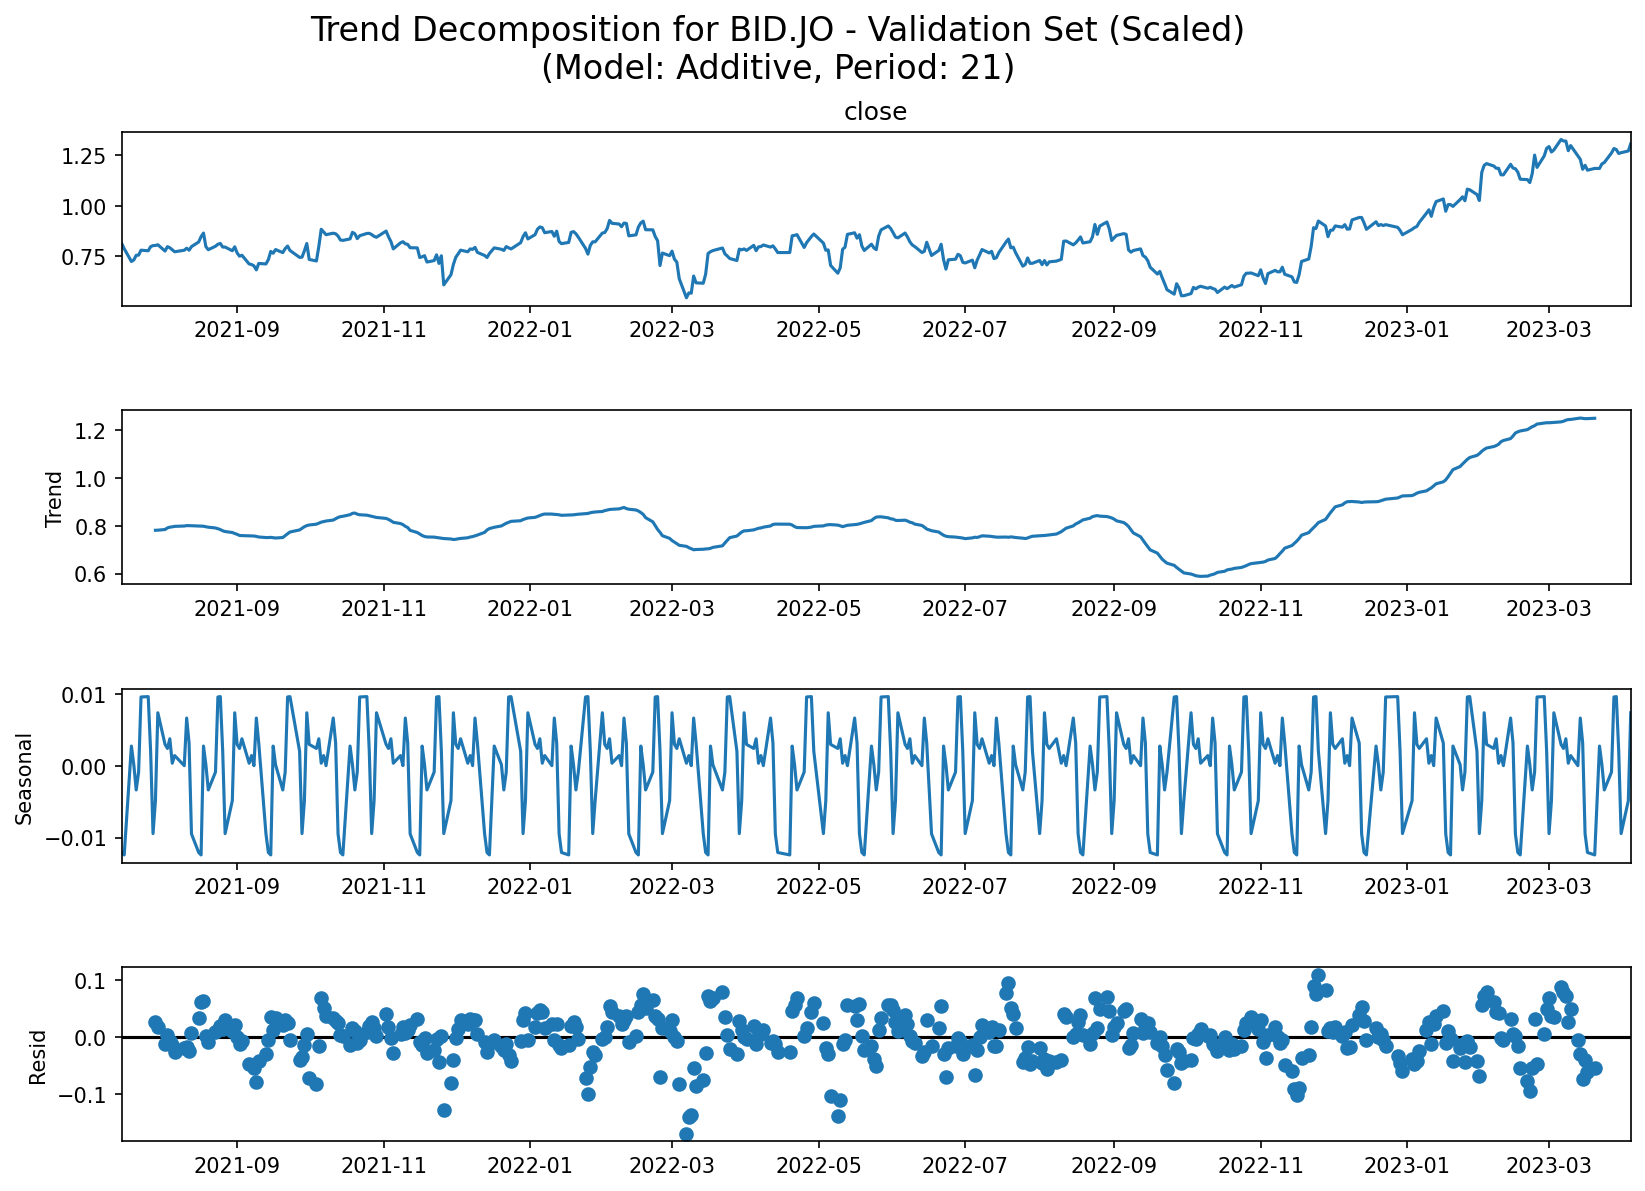 Trend Decomposition for BID.JO - Validation Set (Scaled)
(Model: Additive, Period: 21)
close
1.25
1.00
0.75
2021-09 2021-11 2022-01 2022-03 2022-05 2022-07 2022-09 2022-11 2023-01 2023-03
Trend
1.2
1.0
0.8
0.6
2021-09 2021-11 2022-01 2022-03 2022-05 2022-07 2022-09 2022-11 2023-01 2023-03
Seasonal
0.01
0.00
−0.01
2021-09 2021-11 2022-01 2022-03 2022-05 2022-07 2022-09 2022-11 2023-01 2023-03
Resid
0.1
0.0
−0.1
2021-09 2021-11 2022-01 2022-03 2022-05 2022-07 2022-09 2022-11 2023-01 2023-03